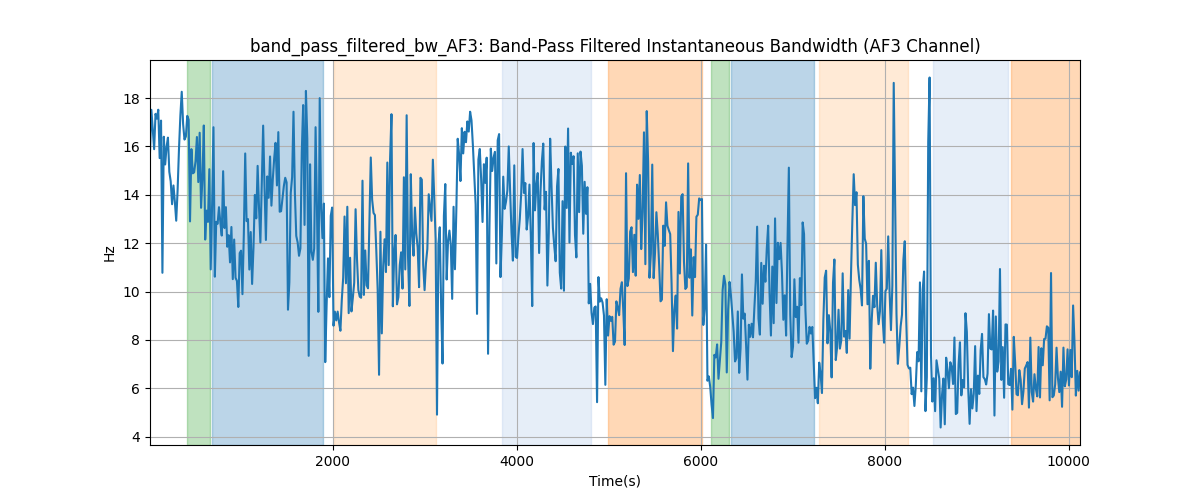 band_pass_filtered_bw_AF3: Band-Pass Filtered Instantaneous Bandwidth (AF3 Channel)
18
16
14
12
10
8
6
4
Hz
2000 4000 6000 8000 10000
Time(s)